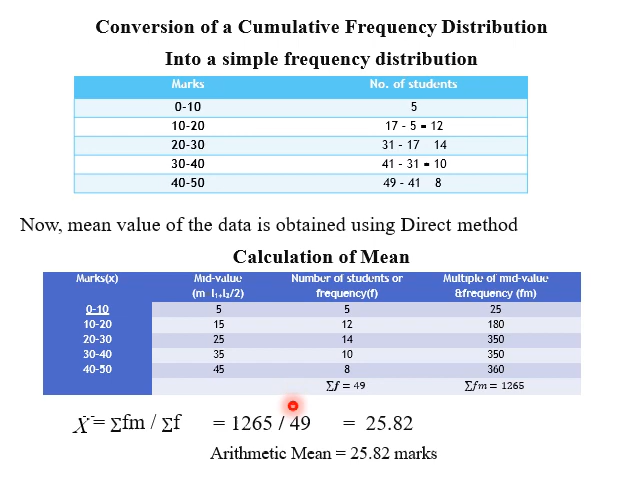 Conversion of a Cumulative Frequency Distribution
Into a simple frequency distribution
Marks No. of students
0-10 5
10-20 17 - 5 = 12
20-30 31 - 17 14
30-40 41 - 31 = 10
40-50 49 - 41 8
Now, mean value of the data is obtained using Direct method
Calculation of Mean
Marks(x) Mid-value Number of students or Multiple of mid-value
(m l₁+l₂/2) frequency(f) &frequency (fm)
0-10 5 5 25
10-20 15 12 180
20-30 25 14 350
30-40 35 10 350
40-50 45 8 360
∑f = 49 ∑fm = 1265
X̄ = ∑fm / ∑f = 1265 / 49 = 25.82
Arithmetic Mean = 25.82 marks